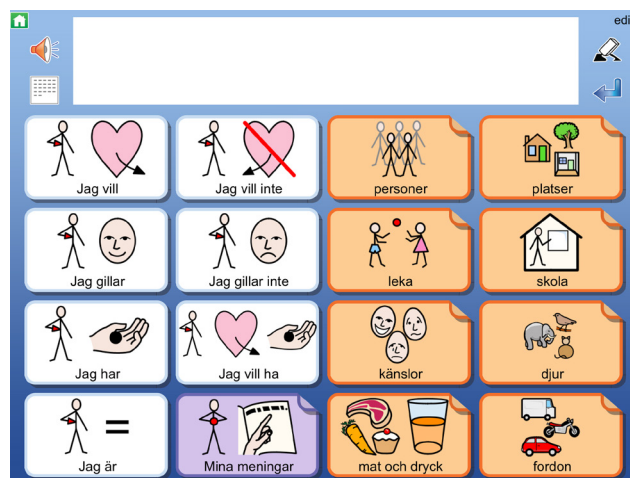 edi
Jag vill
Jag vill inte
personer
platser
Jag gillar
Jag gillar inte
leka
skola
Jag har
Jag vill ha
känslor
djur
Jag är
Mina meningar
mat och dryck
fordon